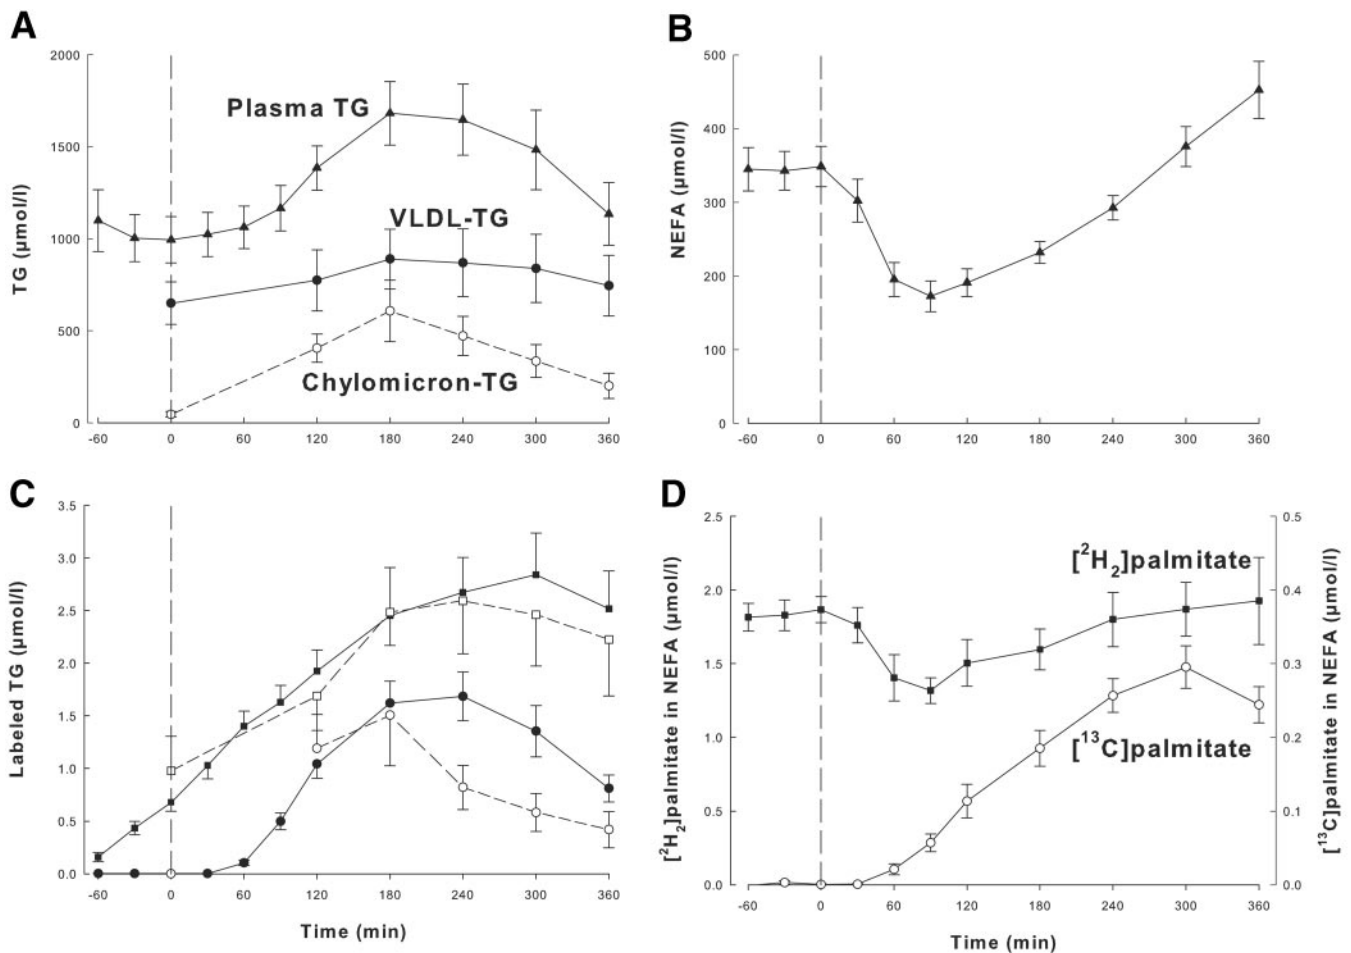 A
B
2000
1500
1000
500
0
TG (µmol/l)
Plasma TG
VLDL-TG
Chylomicron-TG
-60 0 60 120 180 240 300 360
500
400
300
200
100
0
NEFA (µmol/l)
-60 0 60 120 180 240 300 360
C
D
3.5
3.0
2.5
2.0
1.5
1.0
0.5
0.0
Labeled TG (µmol/l)
-60 0 60 120 180 240 300 360
Time (min)
2.5
2.0
1.5
1.0
0.5
0.0
[²H₂]palmitate in NEFA (µmol/l)
[²H₂]palmitate
[¹³C]palmitate
0.5
0.4
0.3
0.2
0.1
0.0
[¹³C]palmitate in NEFA (µmol/l)
-60 0 60 120 180 240 300 360
Time (min)